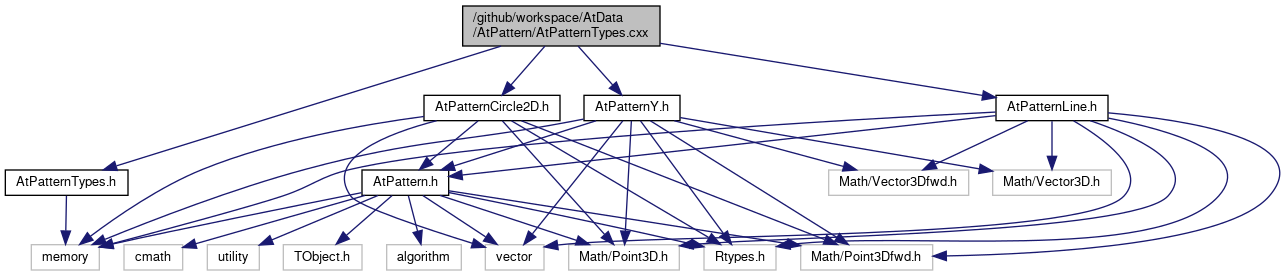 /github/workspace/AtData
/AtPattern/AtPatternTypes.cxx
AtPatternCircle2D.h
AtPatternY.h
AtPatternLine.h
AtPatternTypes.h
AtPattern.h
Math/Vector3Dfwd.h
Math/Vector3D.h
memory
cmath
utility
TObject.h
algorithm
vector
Math/Point3D.h
Rtypes.h
Math/Point3Dfwd.h